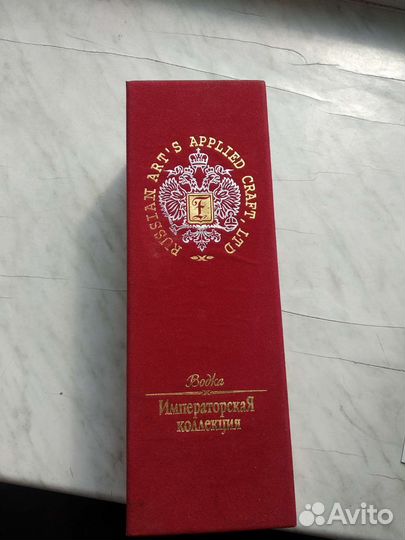 RUSSIAN ART'S APPLIED CRAFT, LTD
F
Водка
ИмператорскаЯ
коллекция
Avito